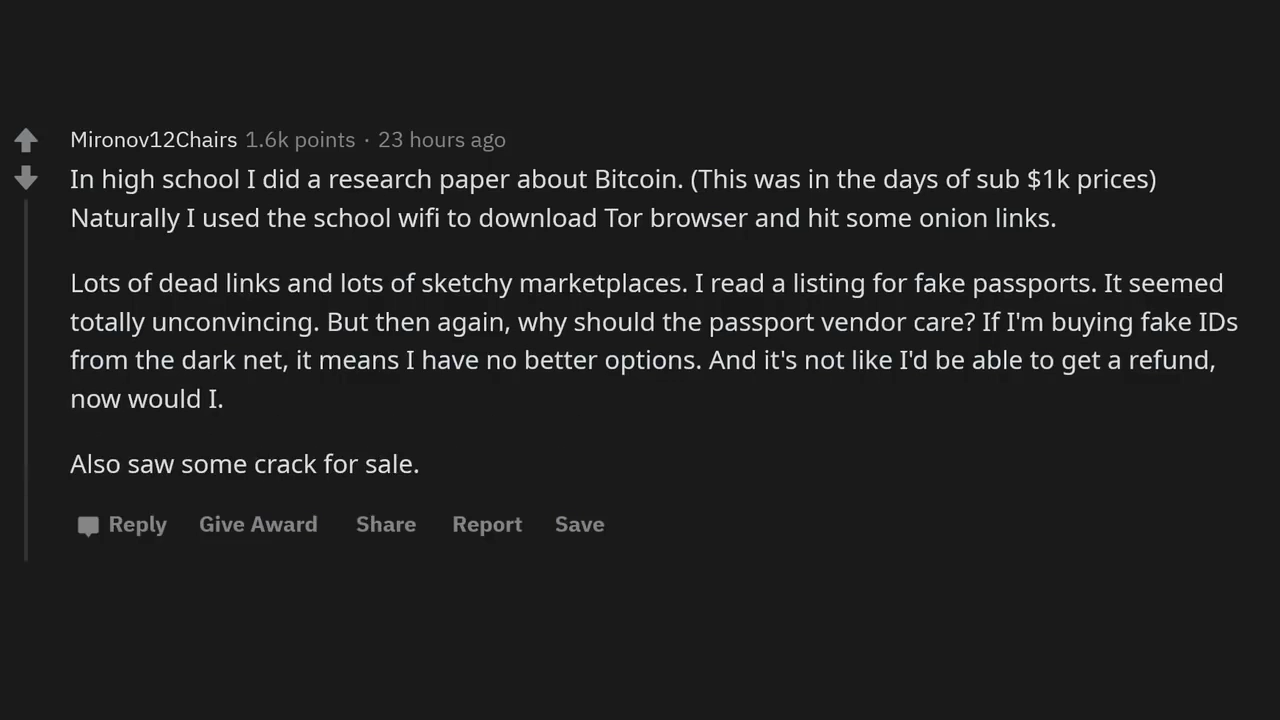 Mironov12Chairs 1.6k points · 23 hours ago
In high school I did a research paper about Bitcoin. (This was in the days of sub $1k prices)
Naturally I used the school wifi to download Tor browser and hit some onion links.
Lots of dead links and lots of sketchy marketplaces. I read a listing for fake passports. It seemed
totally unconvincing. But then again, why should the passport vendor care? If I'm buying fake IDs
from the dark net, it means I have no better options. And it's not like I'd be able to get a refund,
now would I.
Also saw some crack for sale.
Reply Give Award Share Report Save